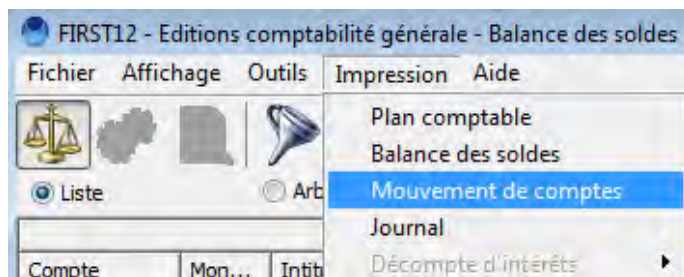 FIRST12 - Editions comptabilité générale - Balance des soldes
Fichier Affichage Outils Impression Aide
Plan comptable
Balance des soldes
Liste Arb Mouvement de comptes
Journal
Compte Mon... Intit Décompte d'intérêts